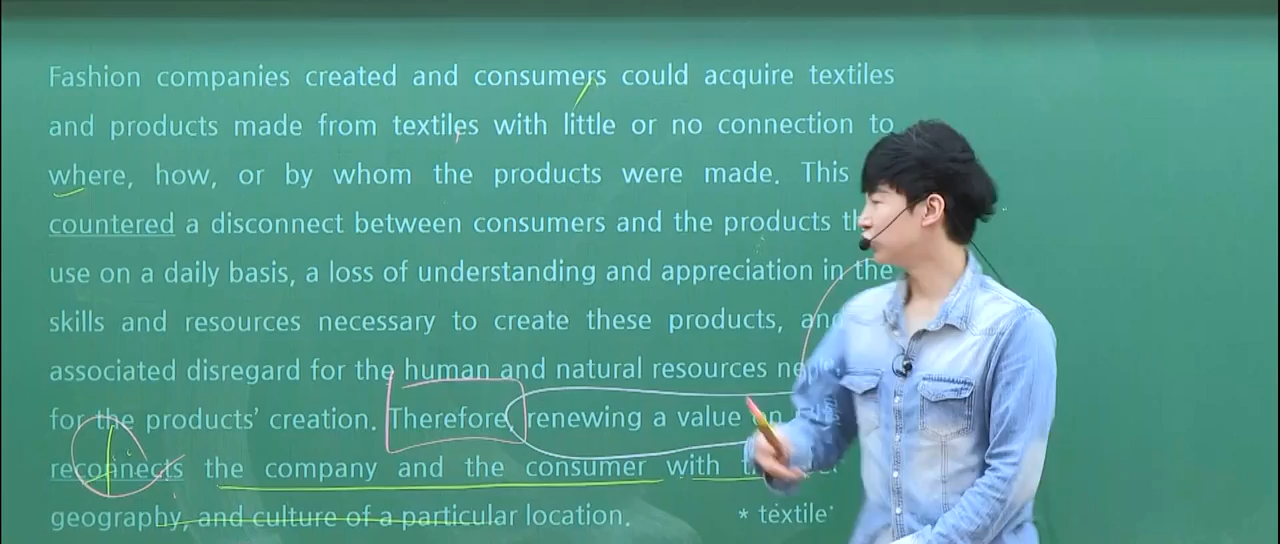 Fashion companies created and consumers could acquire textiles
and products made from textiles with little or no connection to
where, how, or by whom the products were made. This
countered a disconnect between consumers and the products
use on a daily basis, a loss of understanding and appreciation in the
skills and resources necessary to create these products,
associated disregard for the human and natural resources
for the products' creation. Therefore, renewing a value
reconnects the company and the consumer with
geography, and culture of a particular location.
* textile